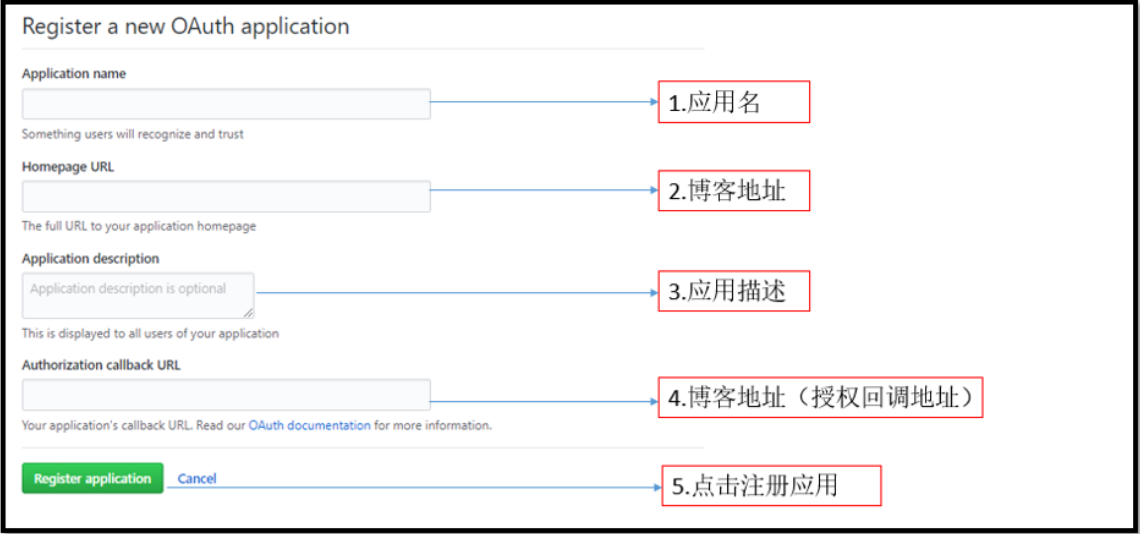 Register a new OAuth application
Application name
1.应用名
Something users will recognize and trust
Homepage URL
2.博客地址
The full URL to your application homepage
Application description
Application description is optional
3.应用描述
This is displayed to all users of your application
Authorization callback URL
4.博客地址（授权回调地址）
Your application's callback URL. Read our OAuth documentation for more information.
Register application Cancel
5.点击注册应用